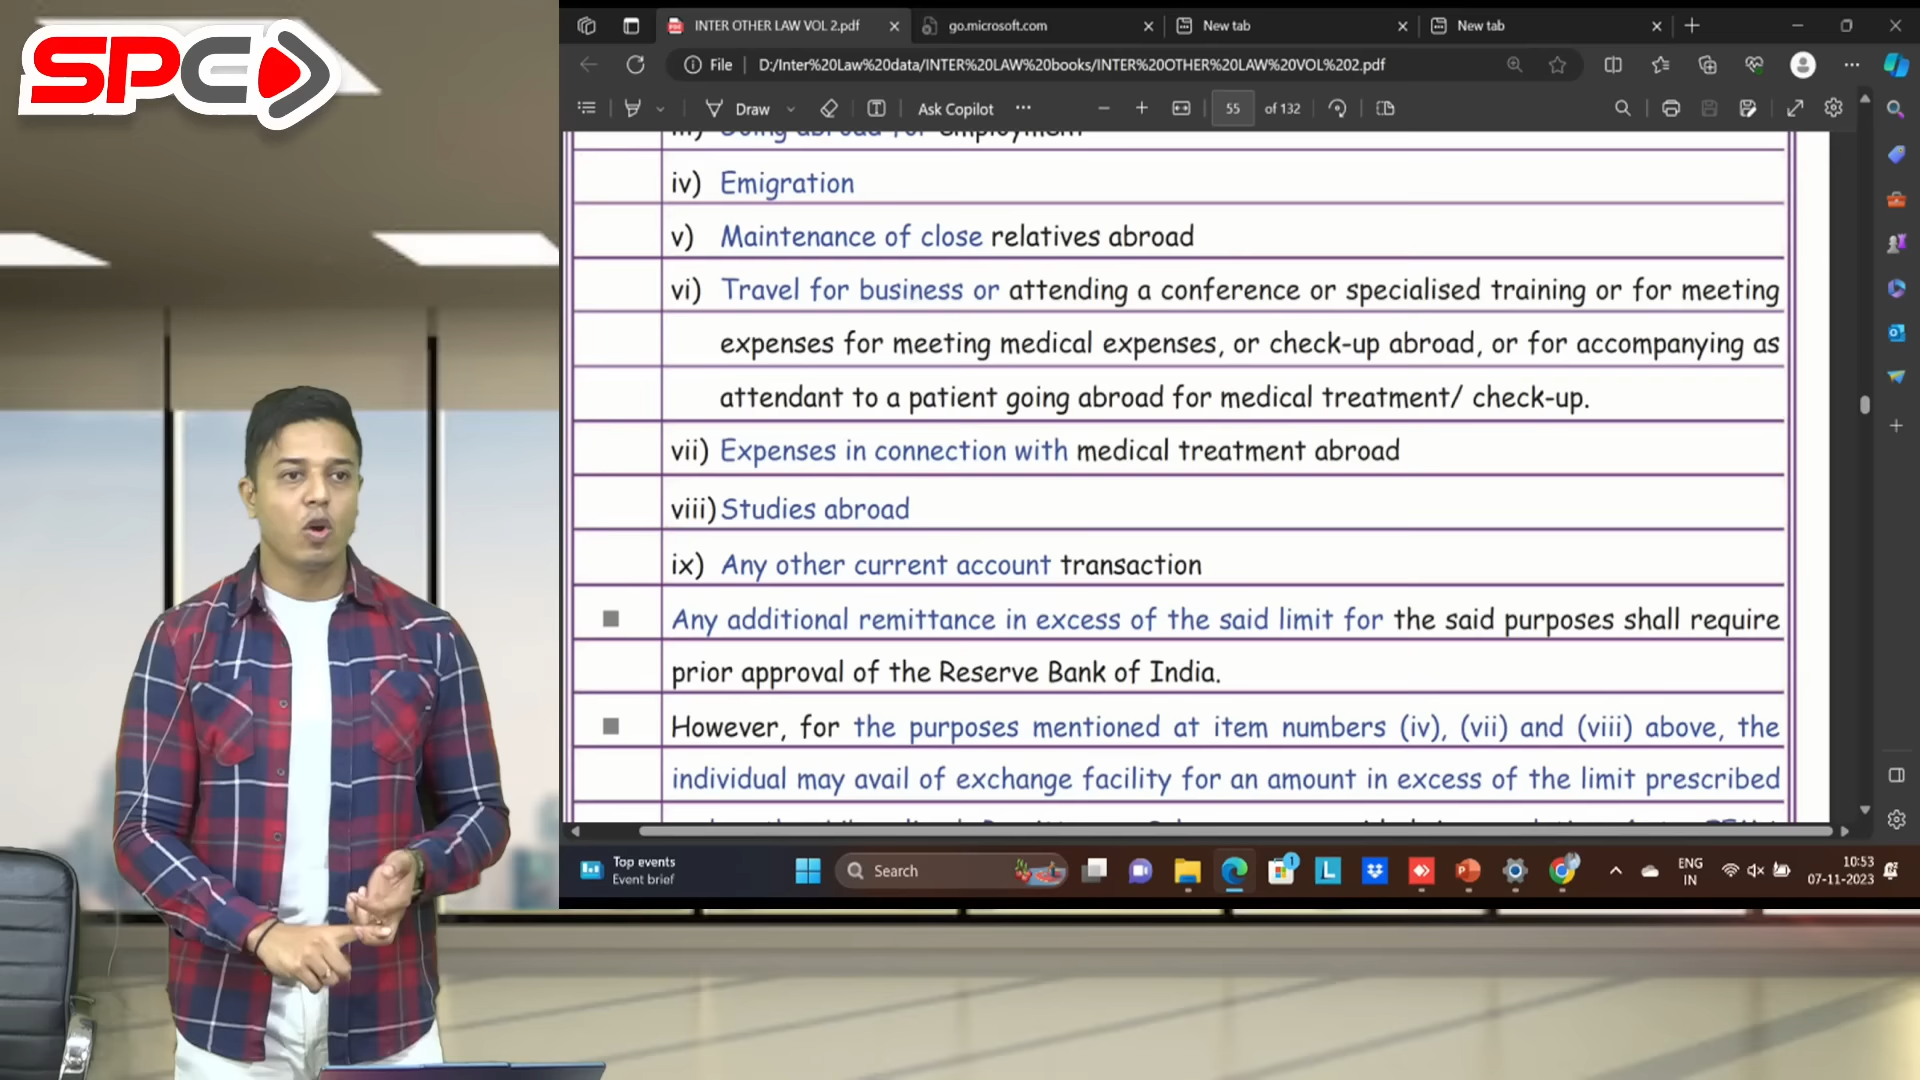 SPC
INTER OTHER LAW VOL 2.pdf
go.microsoft.com
New tab
New tab
File
D:/Inter%20Law%20data/INTER%20LAW%20books/INTER%20OTHER%20LAW%20VOL%202.pdf
Draw
Ask Copilot
55
of 132
iii) Going abroad for employment
iv) Emigration
v) Maintenance of close relatives abroad
vi) Travel for business or attending a conference or specialised training or for meeting
expenses for meeting medical expenses, or check-up abroad, or for accompanying as
attendant to a patient going abroad for medical treatment/ check-up.
vii) Expenses in connection with medical treatment abroad
viii) Studies abroad
ix) Any other current account transaction
Any additional remittance in excess of the said limit for the said purposes shall require
prior approval of the Reserve Bank of India.
However, for the purposes mentioned at item numbers (iv), (vii) and (viii) above, the
individual may avail of exchange facility for an amount in excess of the limit prescribed
Top events
Event brief
Search
1
L
ENG
IN
10:53
07-11-2023